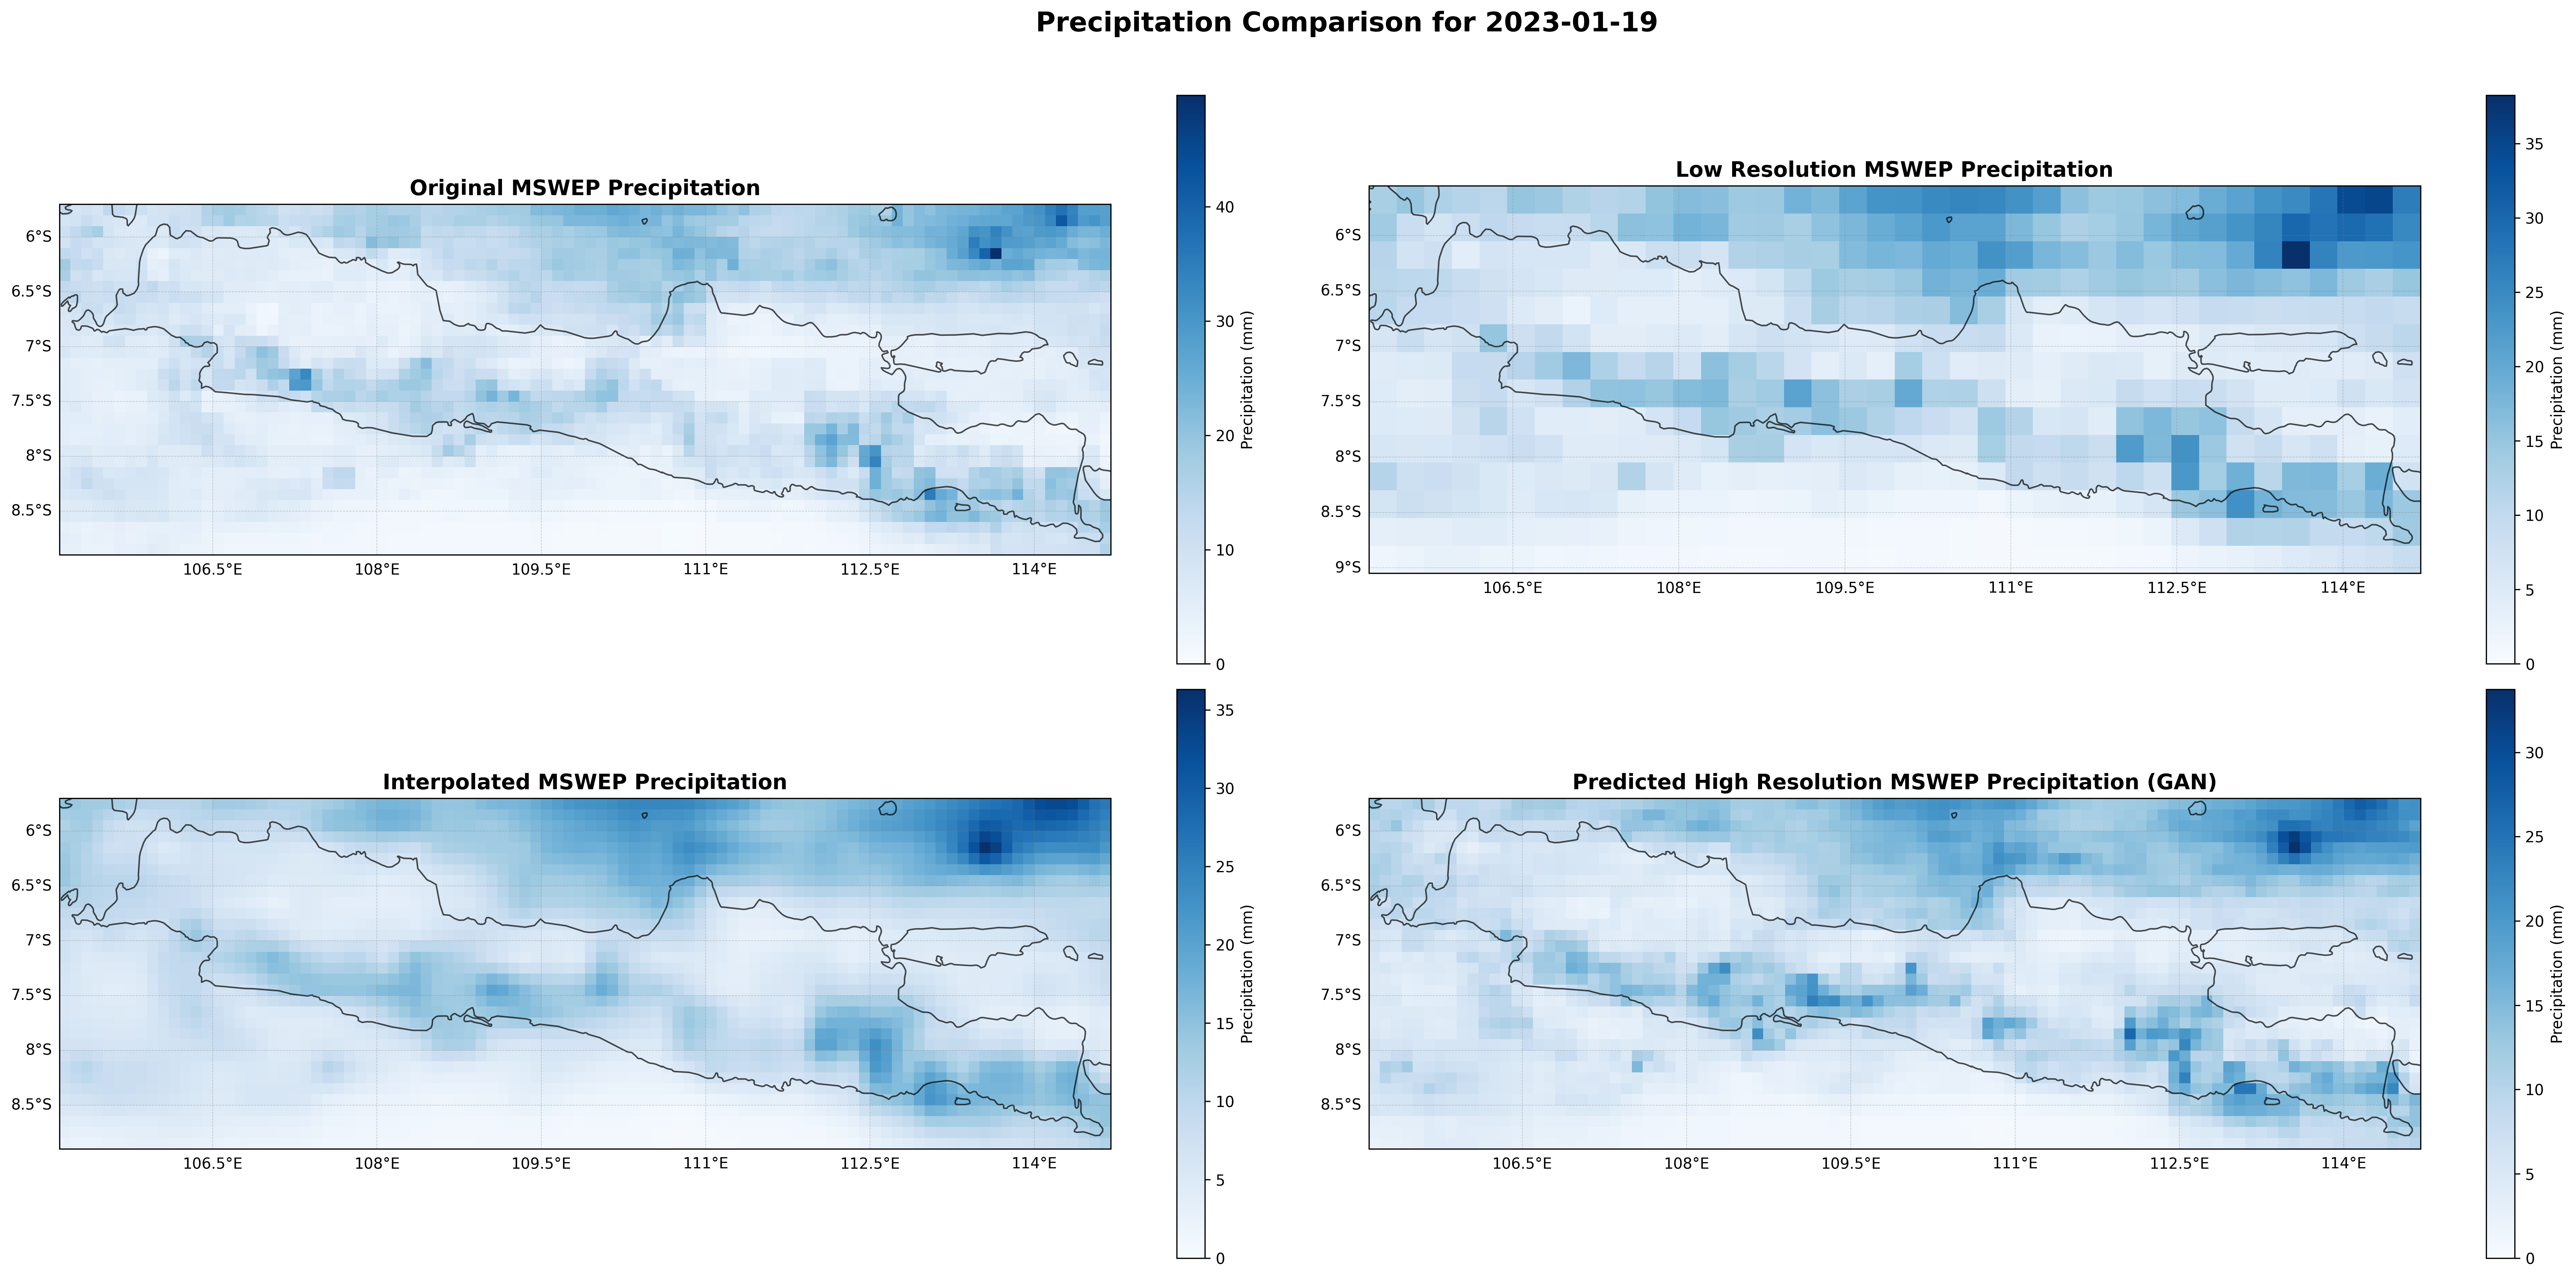 Precipitation Comparison for 2023-01-19
Original MSWEP Precipitation
6°S
6.5°S
7°S
7.5°S
8°S
8.5°S
106.5°E 108°E 109.5°E 111°E 112.5°E 114°E
40
30
20
10
0
Precipitation (mm)
Low Resolution MSWEP Precipitation
6°S
6.5°S
7°S
7.5°S
8°S
8.5°S
9°S
106.5°E 108°E 109.5°E 111°E 112.5°E 114°E
35
30
25
20
15
10
5
0
Precipitation (mm)
Interpolated MSWEP Precipitation
6°S
6.5°S
7°S
7.5°S
8°S
8.5°S
106.5°E 108°E 109.5°E 111°E 112.5°E 114°E
35
30
25
20
15
10
5
0
Precipitation (mm)
Predicted High Resolution MSWEP Precipitation (GAN)
6°S
6.5°S
7°S
7.5°S
8°S
8.5°S
106.5°E 108°E 109.5°E 111°E 112.5°E 114°E
30
25
20
15
10
5
0
Precipitation (mm)